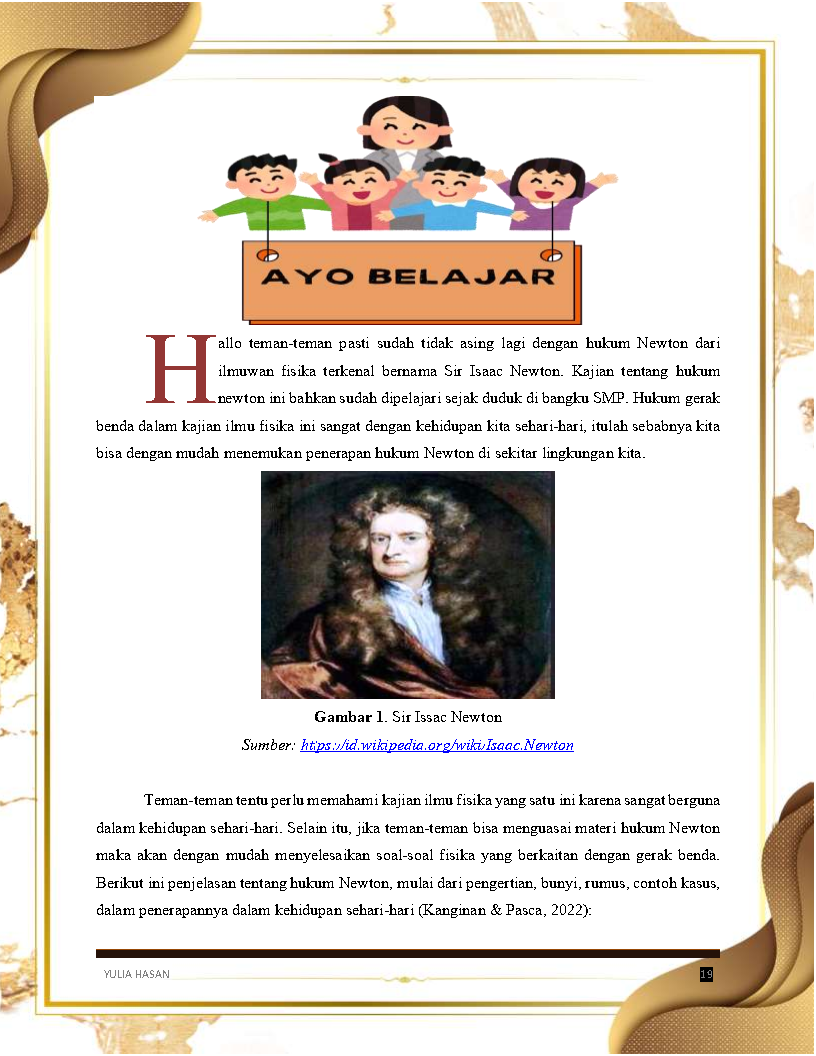 AYO BELAJAR
Hallo teman-teman pasti sudah tidak asing lagi dengan hukum Newton dari
ilmuwan fisika terkenal bernama Sir Isaac Newton. Kajian tentang hukum
newton ini bahkan sudah dipelajari sejak duduk di bangku SMP. Hukum gerak
benda dalam kajian ilmu fisika ini sangat dengan kehidupan kita sehari-hari, itulah sebabnya kita
bisa dengan mudah menemukan penerapan hukum Newton di sekitar lingkungan kita.
Gambar 1. Sir Issac Newton
Sumber: https://id.wikipedia.org/wiki/Isaac.Newton
Teman-teman tentu perlu memahami kajian ilmu fisika yang satu ini karena sangat berguna
dalam kehidupan sehari-hari. Selain itu, jika teman-teman bisa menguasai materi hukum Newton
maka akan dengan mudah menyelesaikan soal-soal fisika yang berkaitan dengan gerak benda.
Berikut ini penjelasan tentang hukum Newton, mulai dari pengertian, bunyi, rumus, contoh kasus,
dalam penerapannya dalam kehidupan sehari-hari (Kanginan & Pasca, 2022):
YULIA HASAN 19